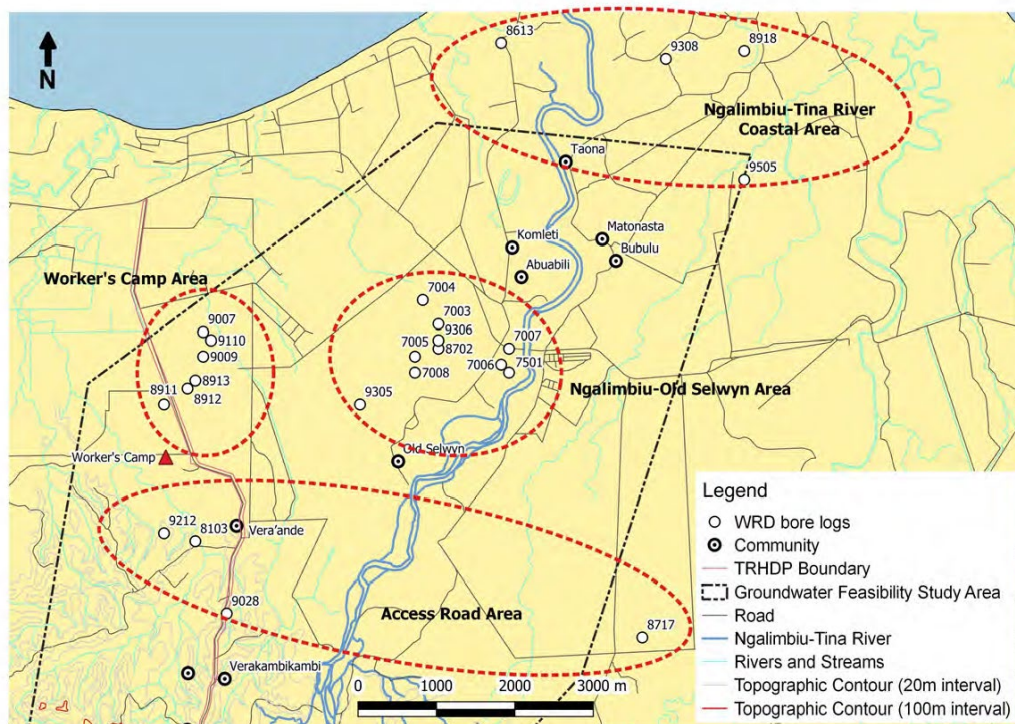 8613
8918
9308
N
Ngalimbiu-Tina River
Coastal Area
Taona
9505
Komleti
Matonasta
Bubulu
Abuabili
Worker's Camp Area
7004
9007
7003
9110
9306
7007
7005
8702
9009
7006
7501
8913
7008
8911
8912
9305
Ngalimbiu-Old Selwyn Area
Worker's Camp
Old Selwyn
9212
8103
Vera'ande
9028
Access Road Area
8717
Verakambikambi
0 1000 2000 3000 m
Legend
WRD bore logs
Community
TRHDP Boundary
Groundwater Feasibility Study Area
Road
Ngalimbiu-Tina River
Rivers and Streams
Topographic Contour (20m interval)
Topographic Contour (100m interval)